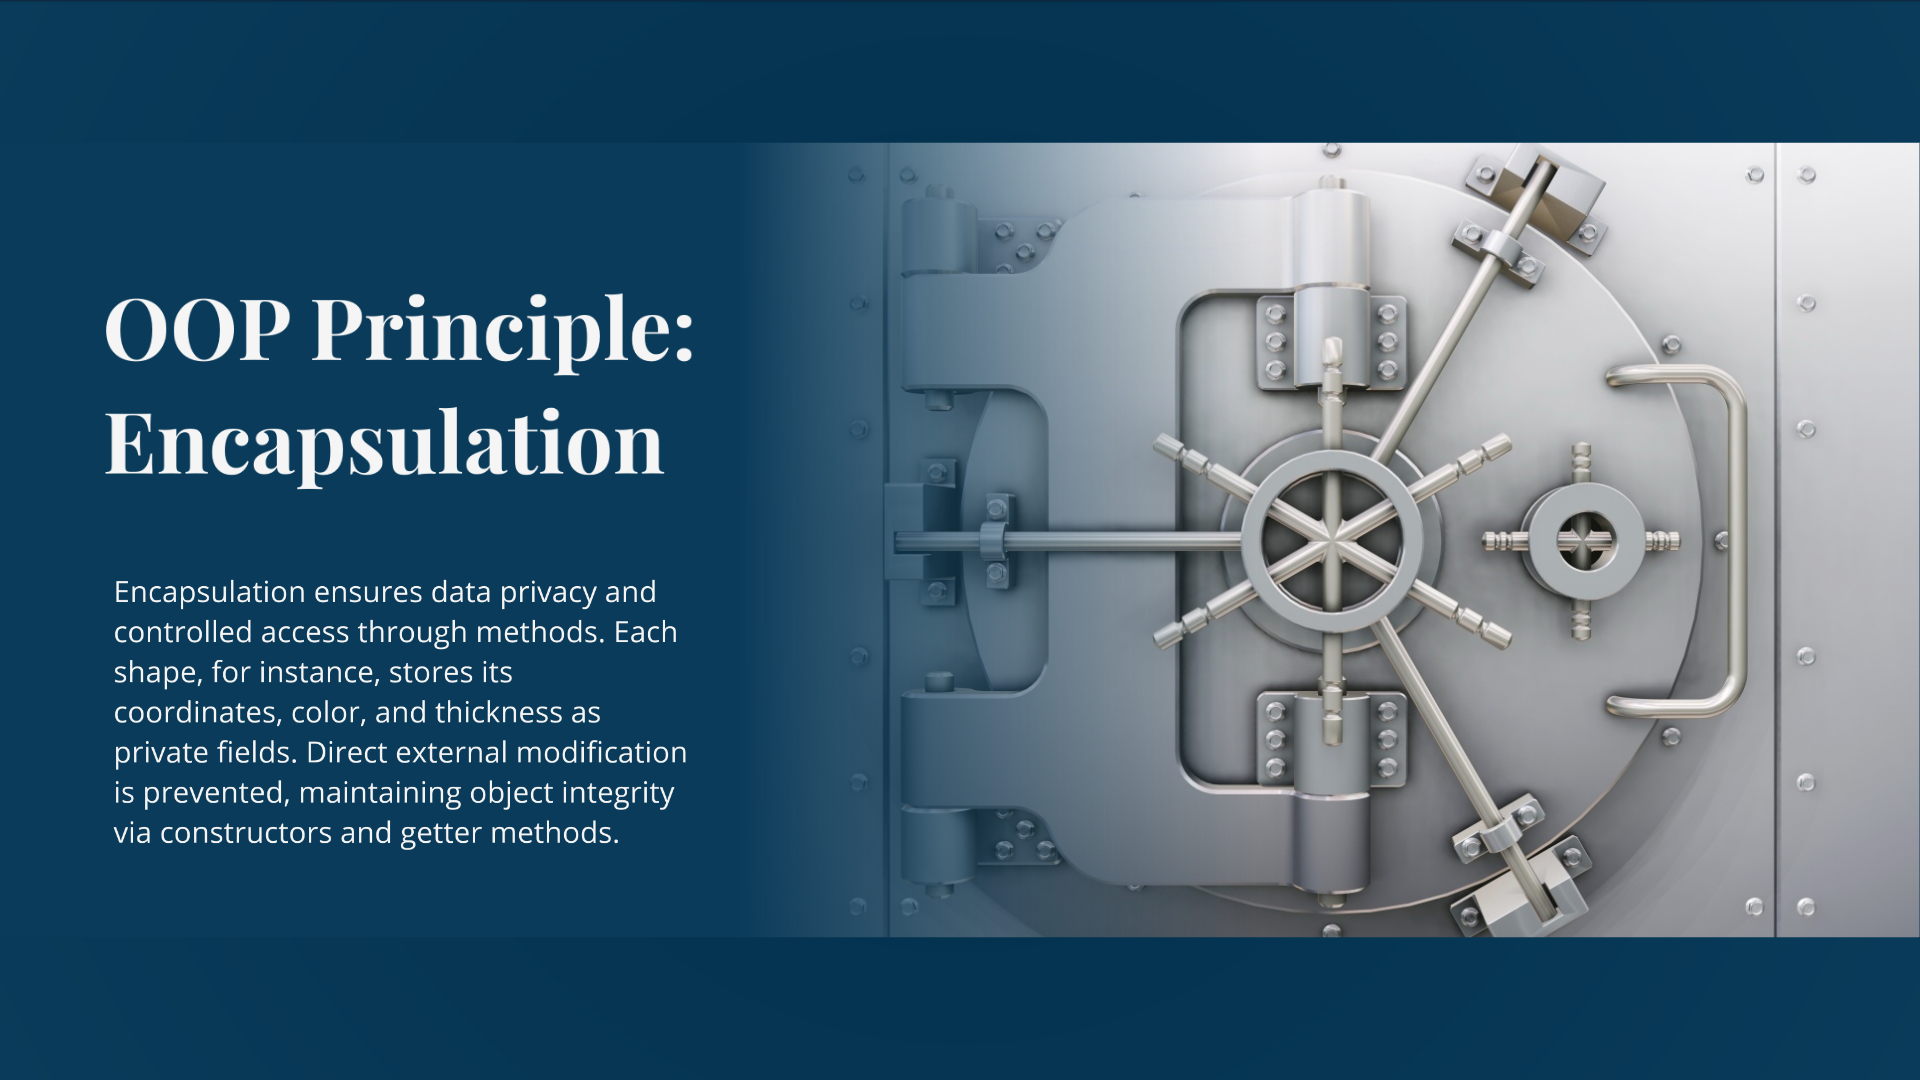 OOP Principle:
Encapsulation
Encapsulation ensures data privacy and
controlled access through methods. Each
shape, for instance, stores its
coordinates, color, and thickness as
private fields. Direct external modification
is prevented, maintaining object integrity
via constructors and getter methods.